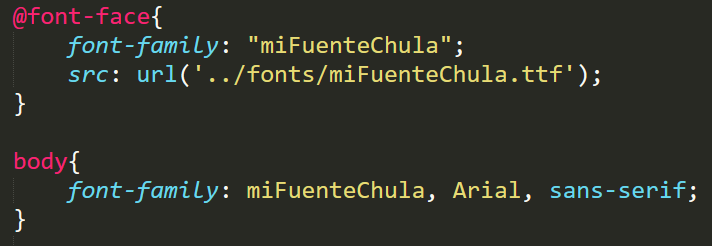 @font-face{
font-family: "miFuenteChula";
src: url('../fonts/miFuenteChula.ttf');
}
body{
font-family: miFuenteChula, Arial, sans-serif;
}